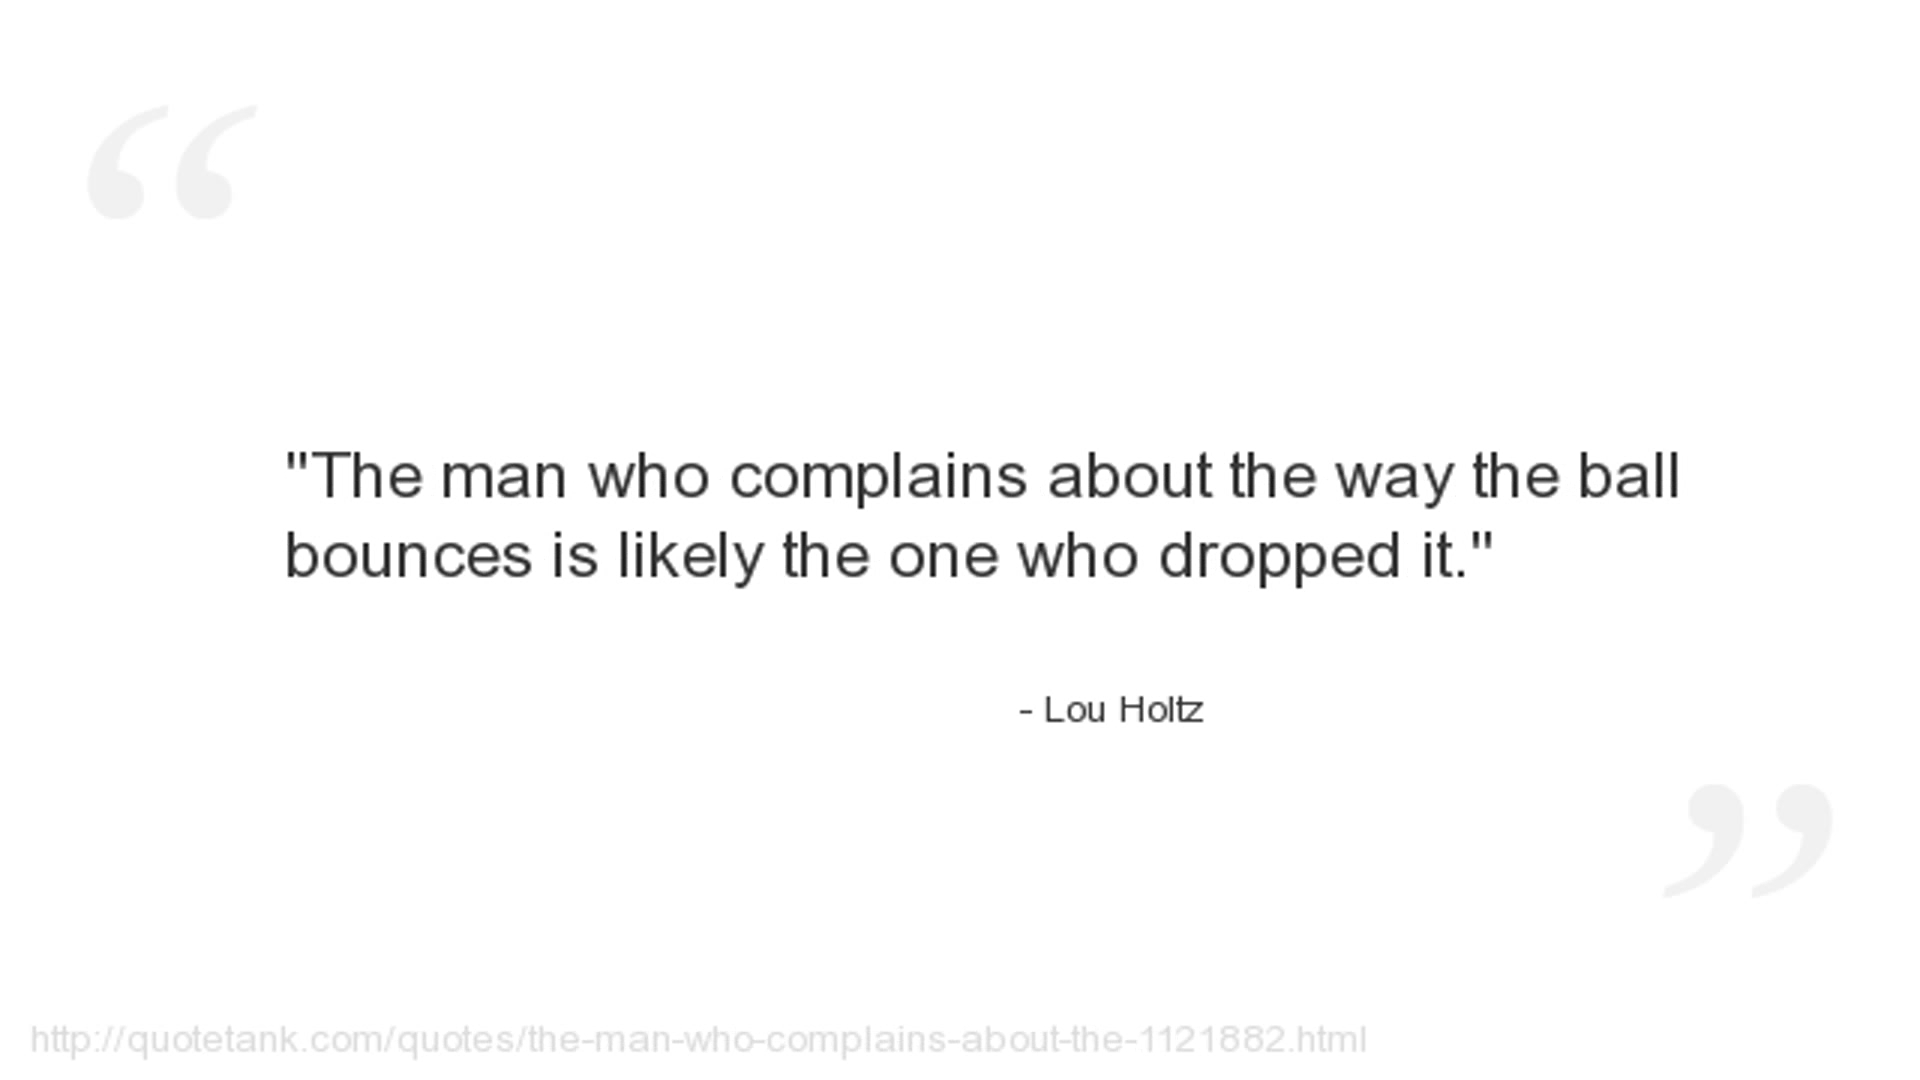 "The man who complains about the way the ball
bounces is likely the one who dropped it."
- Lou Holtz
http://quotetank.com/quotes/the-man-who-complains-about-the-1121882.html